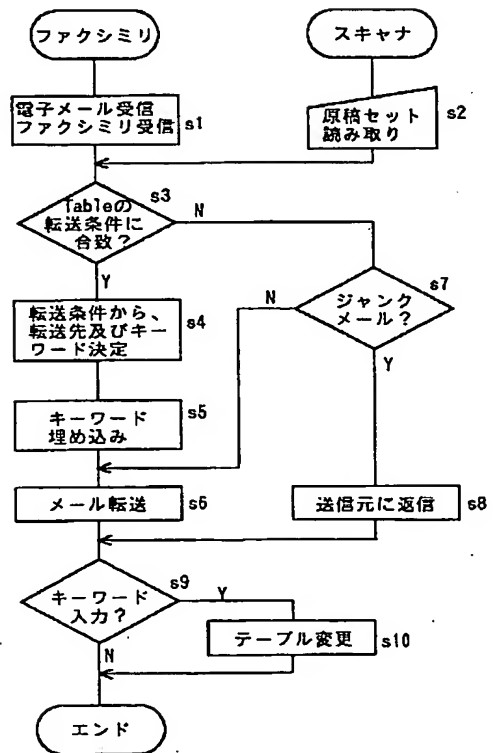 ファクシミリ
スキャナ
電子メール受信
ファクシミリ受信
s1
原稿セット
読み取り
s2
Tableの
転送条件に
合致?
s3
N
Y
転送条件から、
転送先及びキー
ワード決定
s4
ジャンク
メール?
s7
N
Y
キーワード
埋め込み
s5
メール転送
s6
送信元に返信
s8
キーワード
入力?
s9
Y
N
テーブル変更
s10
エンド